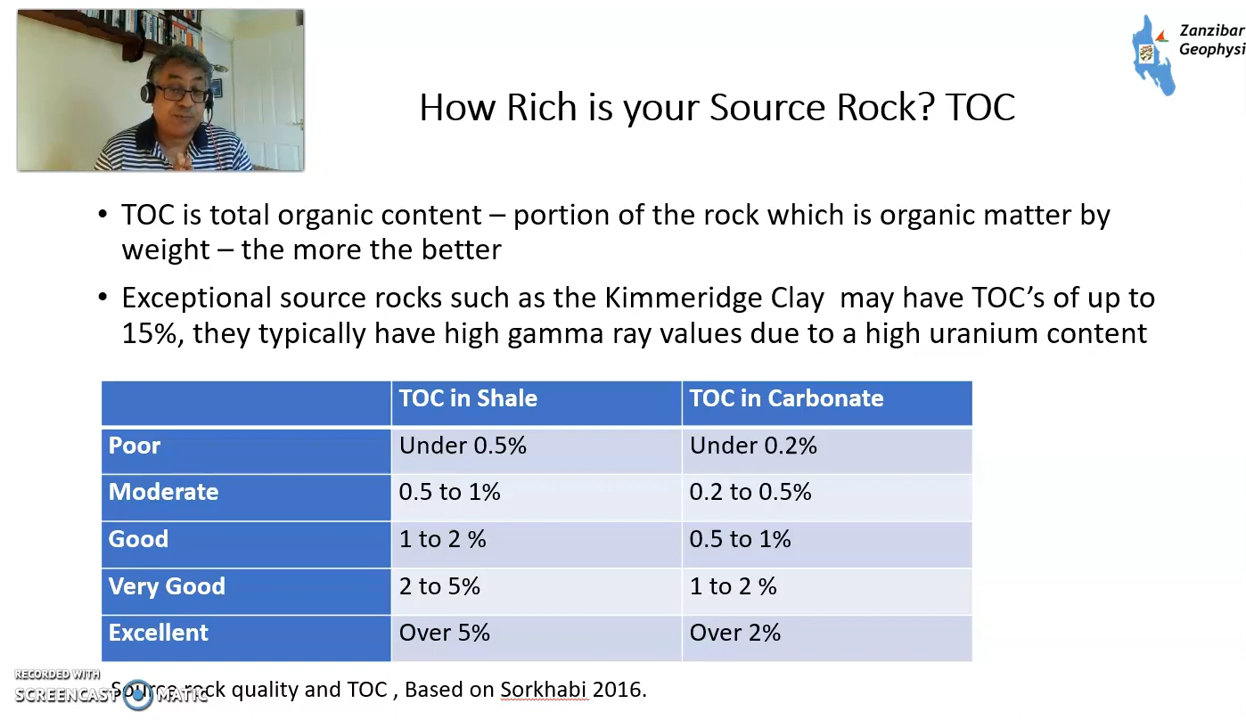 Zanzibar
Geophysi
How Rich is your Source Rock? TOC
• TOC is total organic content – portion of the rock which is organic matter by
weight – the more the better
• Exceptional source rocks such as the Kimmeridge Clay may have TOC's of up to
15%, they typically have high gamma ray values due to a high uranium content
TOC in Shale TOC in Carbonate
Poor Under 0.5% Under 0.2%
Moderate 0.5 to 1% 0.2 to 0.5%
Good 1 to 2 % 0.5 to 1%
Very Good 2 to 5% 1 to 2 %
Excellent Over 5% Over 2%
RECORDED WITH
SCREENCAST MATIC
Source rock quality and TOC , Based on Sorkhabi 2016.